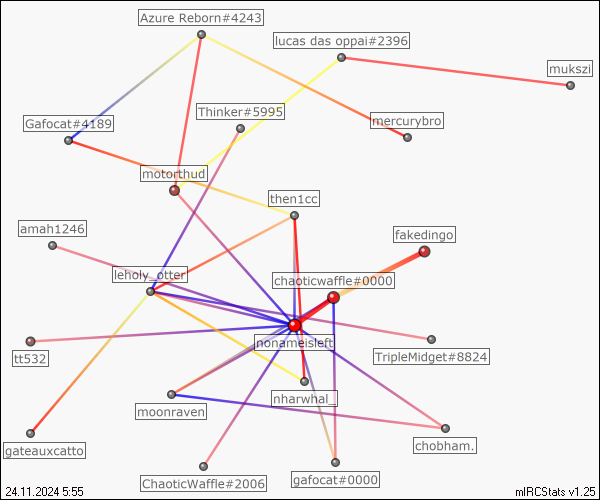 Azure Reborn#4243
lucas das oppai#2396
mukszi
Thinker#5995
Gafocat#4189
mercurybro
motorthud
then1cc
amah1246
fakedingo
leholy_otter
chaoticwaffle#0000
nonameisleft
tt532
TripleMidget#8824
nharwhal_
moonraven
gateauxcatto
chobham.
ChaoticWaffle#2006
gafocat#0000
24.11.2024 5:55
mIRCStats v1.25